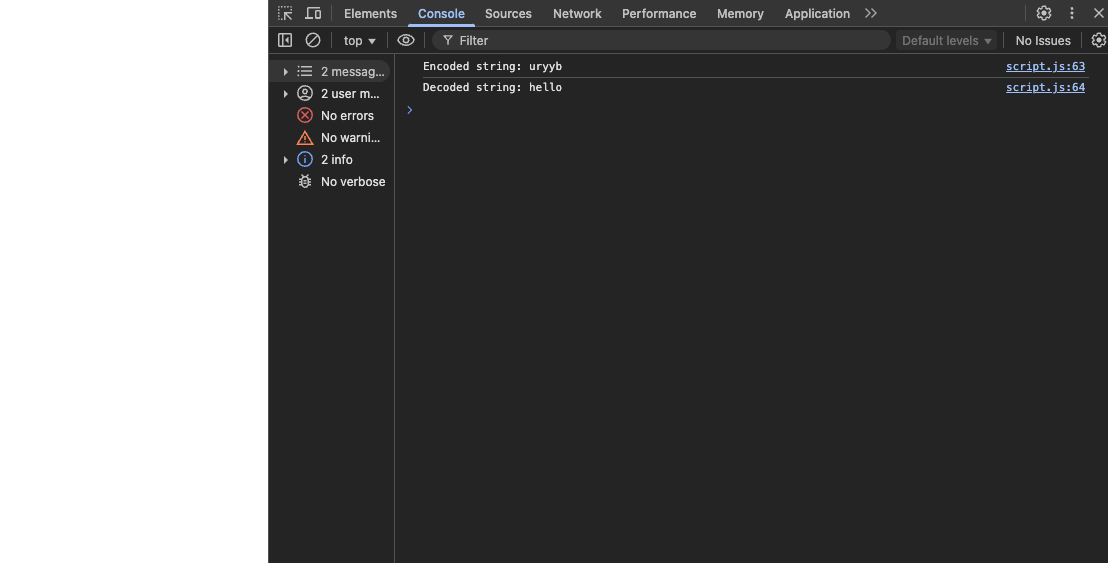 Elements Console Sources Network Performance Memory Application
top Filter Default levels No Issues
2 messag...
2 user m...
No errors
No warni...
2 info
No verbose
Encoded string: uryyb script.js:63
Decoded string: hello script.js:64